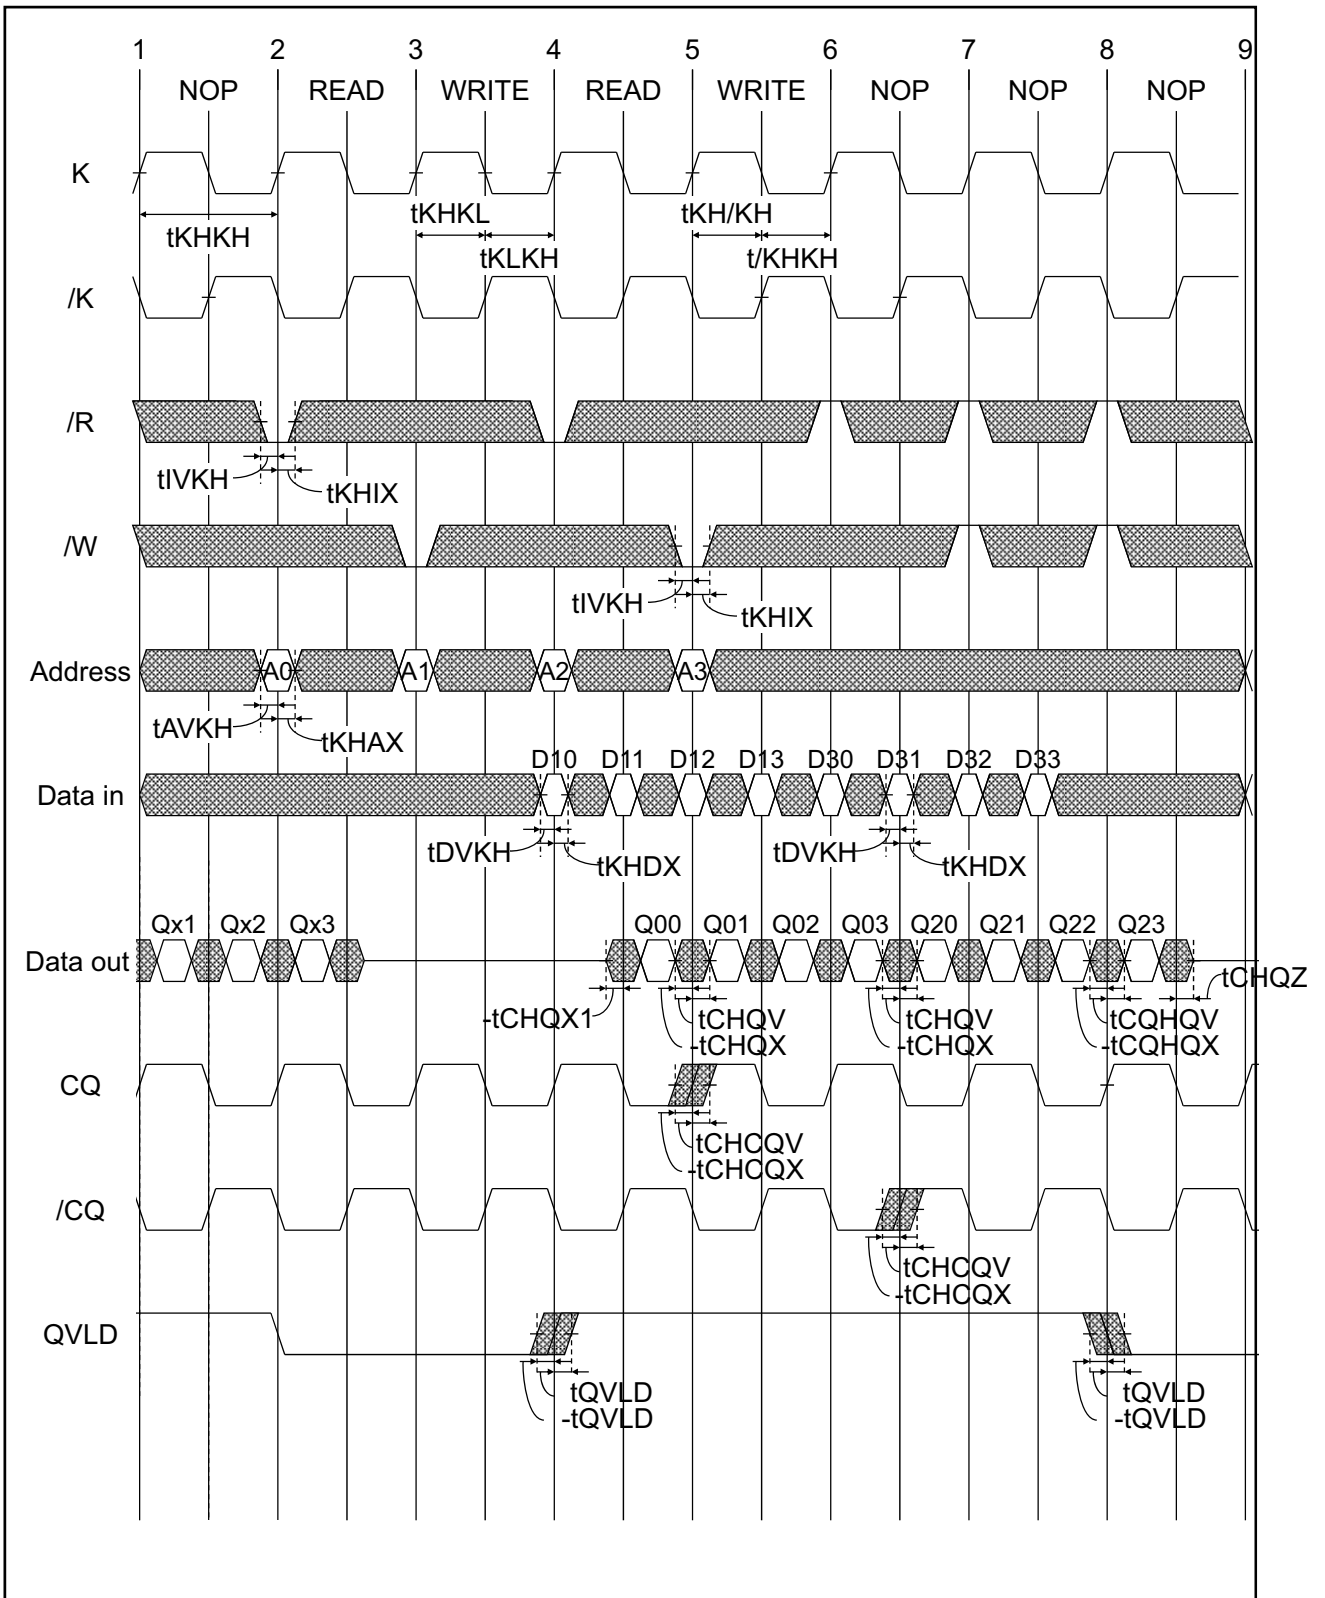 1 2 3 4 5 6 7 8 9
NOP READ WRITE READ WRITE NOP NOP NOP
K
tKHKH
tKHKL
tKLKH
tKH/KH
t/KHKH
/K
/R
tIVKH
tKHIX
/W
tIVKH
tKHIX
Address A0 A1 A2 A3
tAVKH
tKHAX
D10 D11 D12 D13 D30 D31 D32 D33
Data in
tDVKH
tKHDX
tDVKH
tKHDX
Qx1 Qx2 Qx3 Q00 Q01 Q02 Q03 Q20 Q21 Q22 Q23
Data out
tCHQZ
-tCHQX1
tCHQV
-tCHQX
tCHQV
-tCHQX
tCQHQV
-tCQHQX
CQ
tCHCQV
-tCHCQX
/CQ
tCHCQV
-tCHCQX
QVLD
tQVLD
-tQVLD
tQVLD
-tQVLD